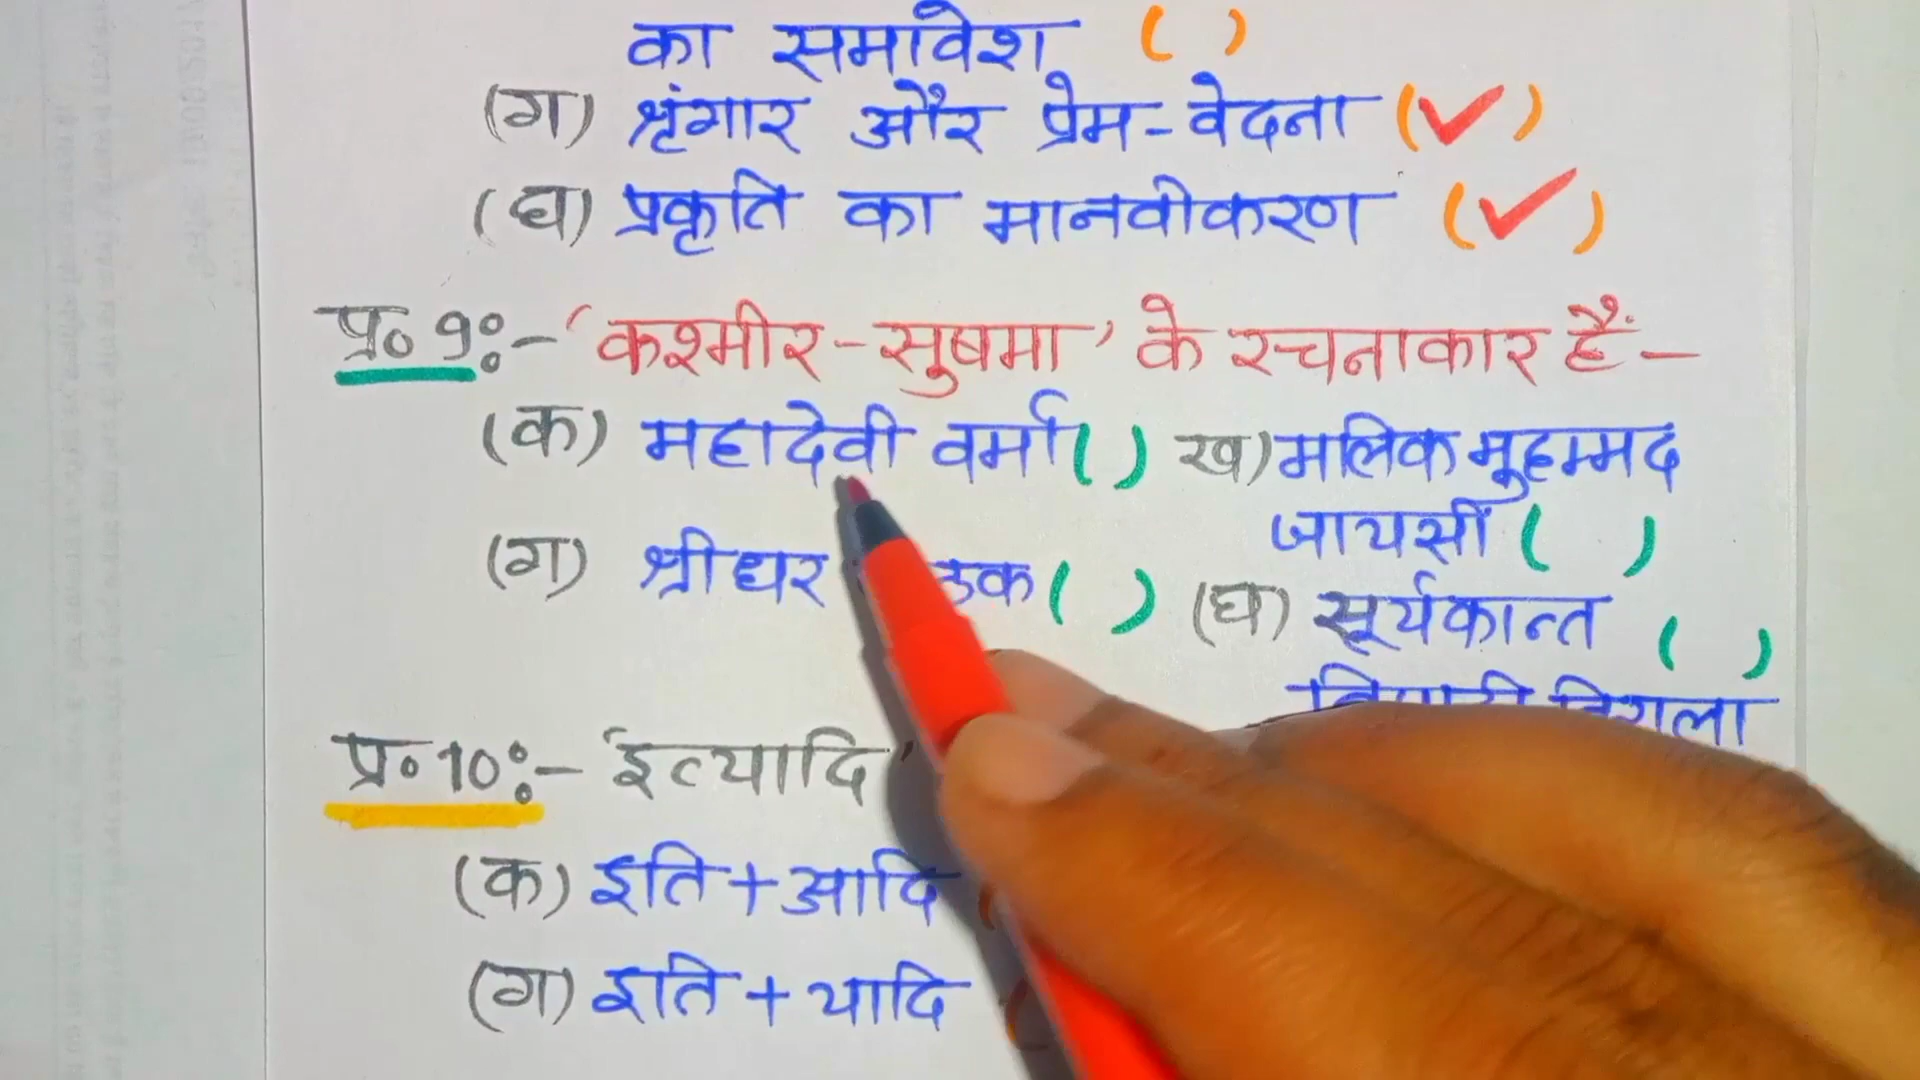 का समावेश ( )
(ग) श्रृंगार और प्रेम-वेदना (✓)
(घ) प्रकृति का मानवीकरण (✓)
प्र० 9:- 'कश्मीर-सुषमा' के रचनाकार हैं-
(क) महादेवी वर्मा ( ) ख) मलिक मुहम्मद
जायसी ( )
(ग) श्रीधर ( ) (घ) सूर्यकान्त ( )
प्र. 10:- 'इत्यादि'
(क) इति + आदि
(ग) इति + यादि